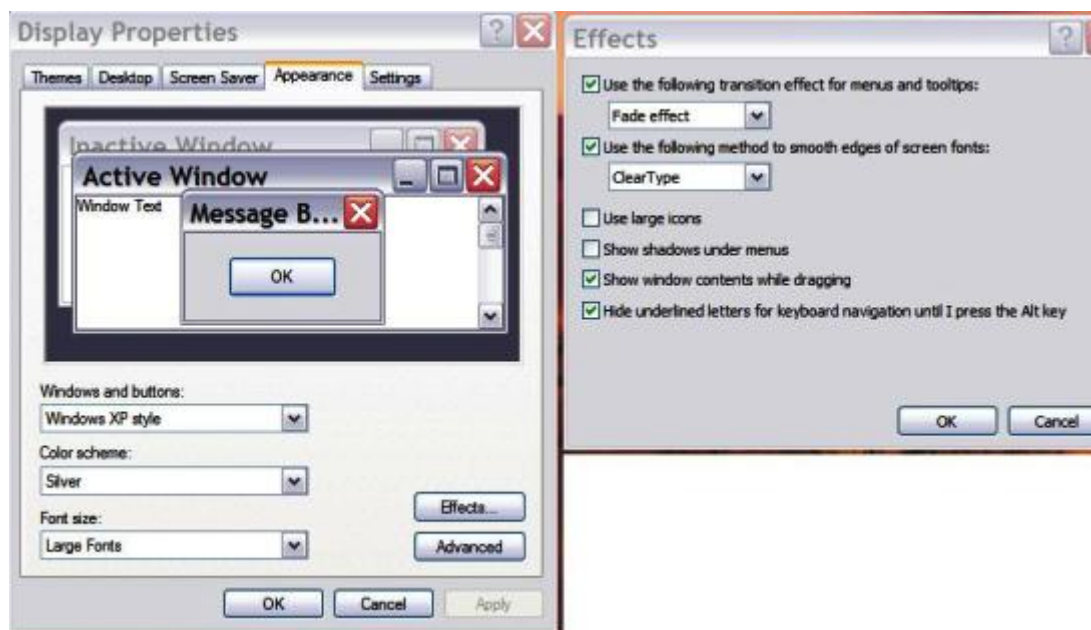 Display Properties
Themes Desktop Screen Saver Appearance Settings
Inactive Window
Active Window
Window Text
Message B...
OK
Windows and buttons:
Windows XP style
Color scheme:
Silver
Effects...
Font size:
Large Fonts
Advanced
OK Cancel Apply
Effects
Use the following transition effect for menus and tooltips:
Fade effect
Use the following method to smooth edges of screen fonts:
ClearType
Use large icons
Show shadows under menus
Show window contents while dragging
Hide underlined letters for keyboard navigation until I press the Alt key
OK Cancel